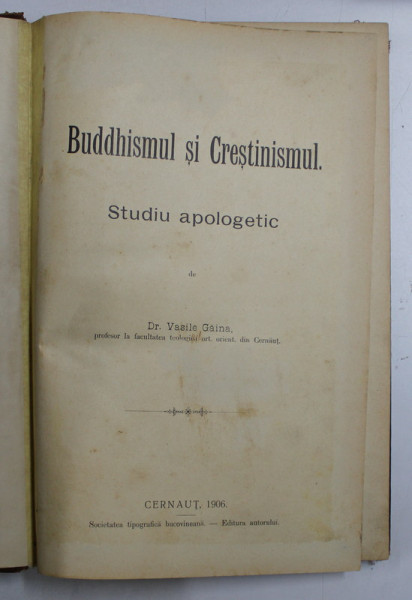 Buddhismul și Creștinismul.
Studiu apologetic
de
Dr. Vasile Găina,
profesor la facultatea teologică ort. orient. din Cernăuț.
CERNAUȚ, 1906.
Societatea tipografică bucovineană. — Editura autorului.